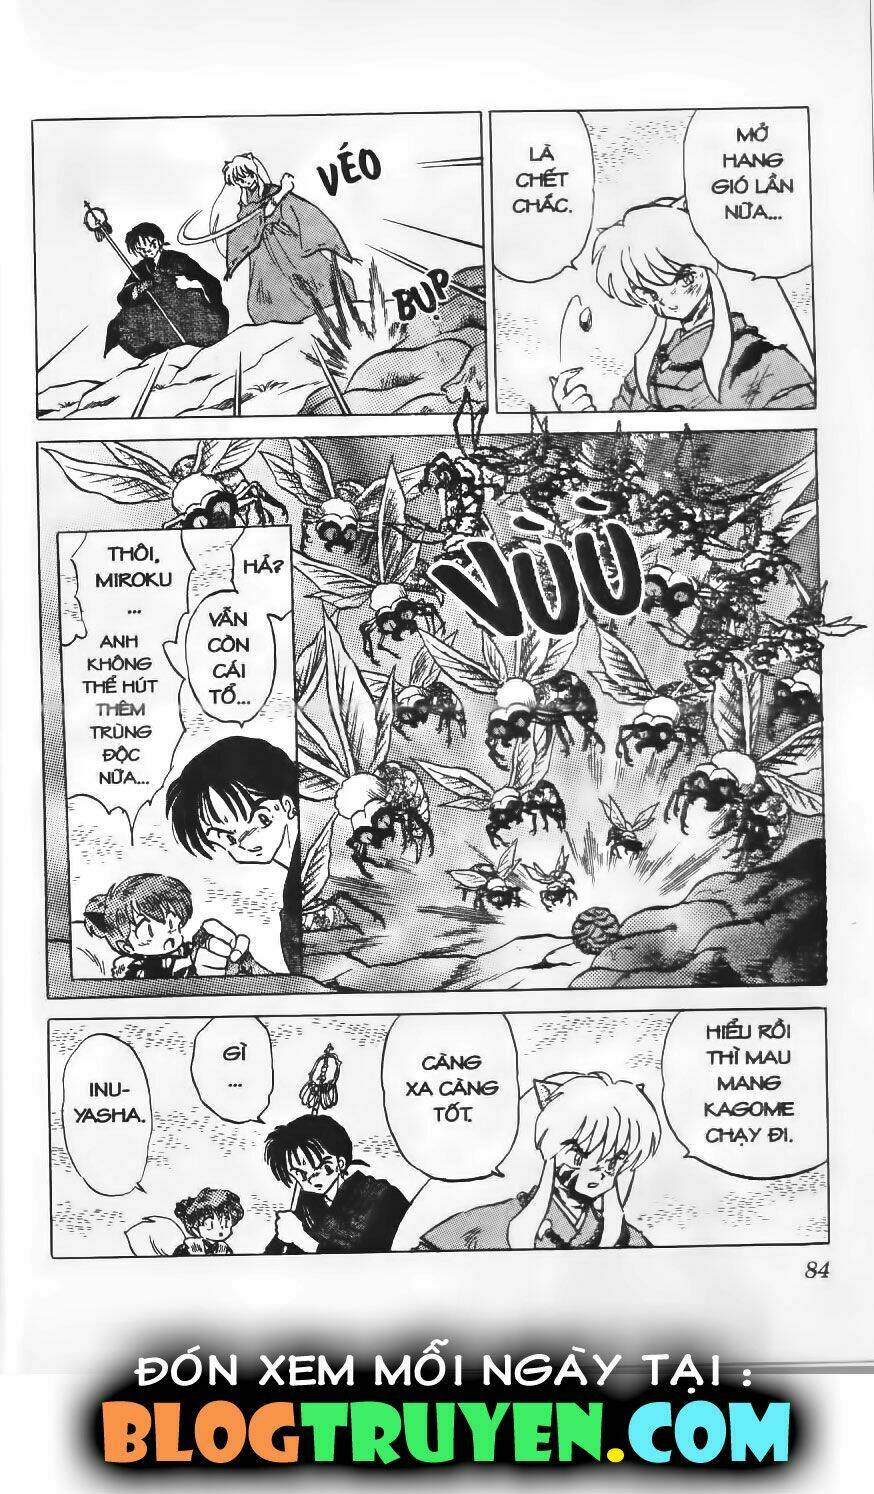 MỞ
HANG
GIÓ LẦN
NỮA...
LÀ
CHẾT
CHẮC.
VÉO
BỤP
VÙÙ
HẢ?
VẪN
CÒN
CÁI
TỔ...
THÔI,
MIROKU
...
ANH
KHÔNG
THỂ HÚT
THÊM
TRÙNG
ĐỘC
NỮA...
HIỂU RỒI
THÌ MAU
MANG
KAGOME
CHẠY ĐI.
CÀNG
XA CÀNG
TỐT.
GÌ
...
INU-
YASHA.
84
ĐÓN XEM MỖI NGÀY TẠI :
BLOGTRUYEN.COM